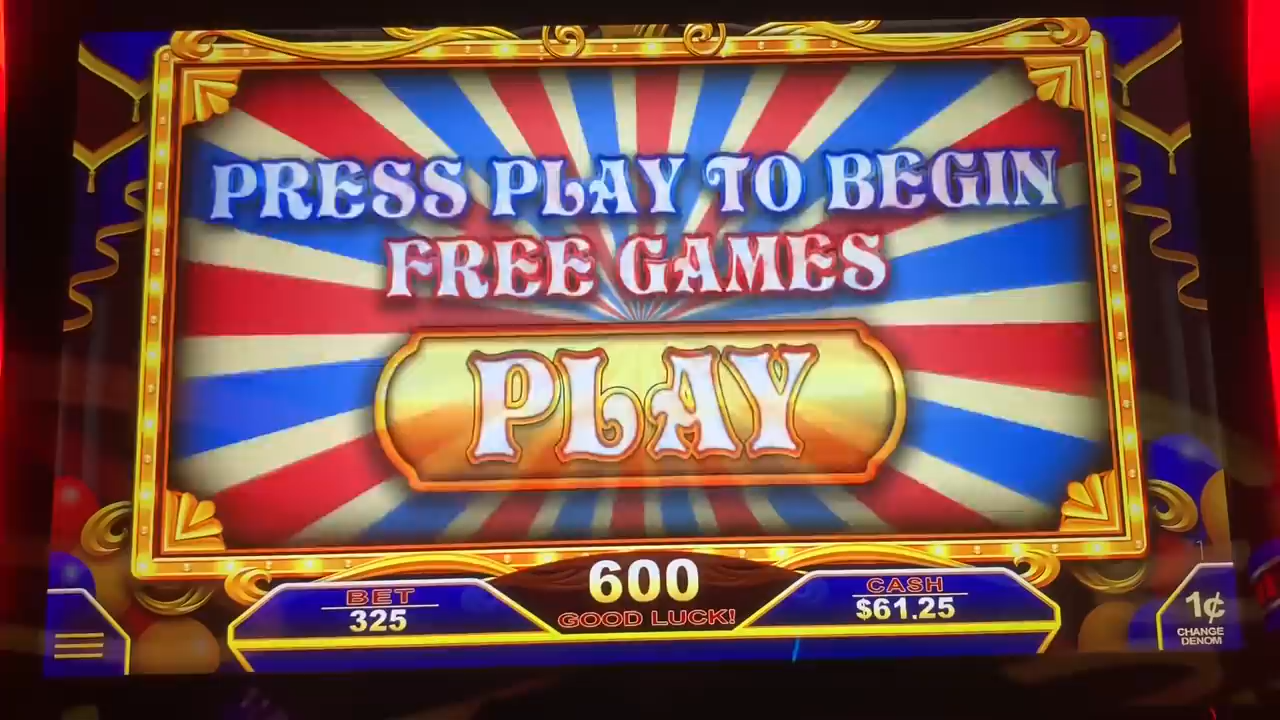 PRESS PLAY TO BEGIN
FREE GAMES
PLAY
BET
325
600
GOOD LUCK!
CASH
$61.25
1¢
CHANGE
DENOM